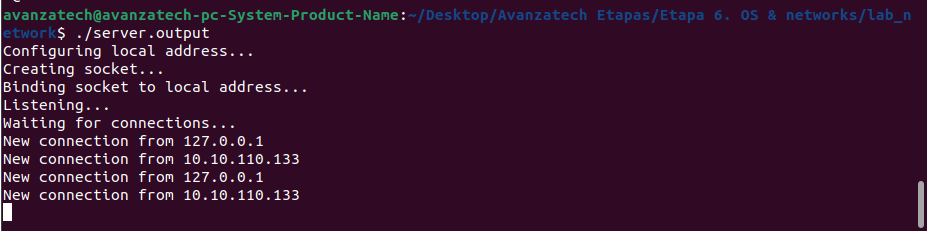 avanzatech@avanzatech-pc-System-Product-Name:~/Desktop/Avanzatech Etapas/Etapa 6. OS & networks/lab_n
etwork$ ./server.output
Configuring local address...
Creating socket...
Binding socket to local address...
Listening...
Waiting for connections...
New connection from 127.0.0.1
New connection from 10.10.110.133
New connection from 127.0.0.1
New connection from 10.10.110.133